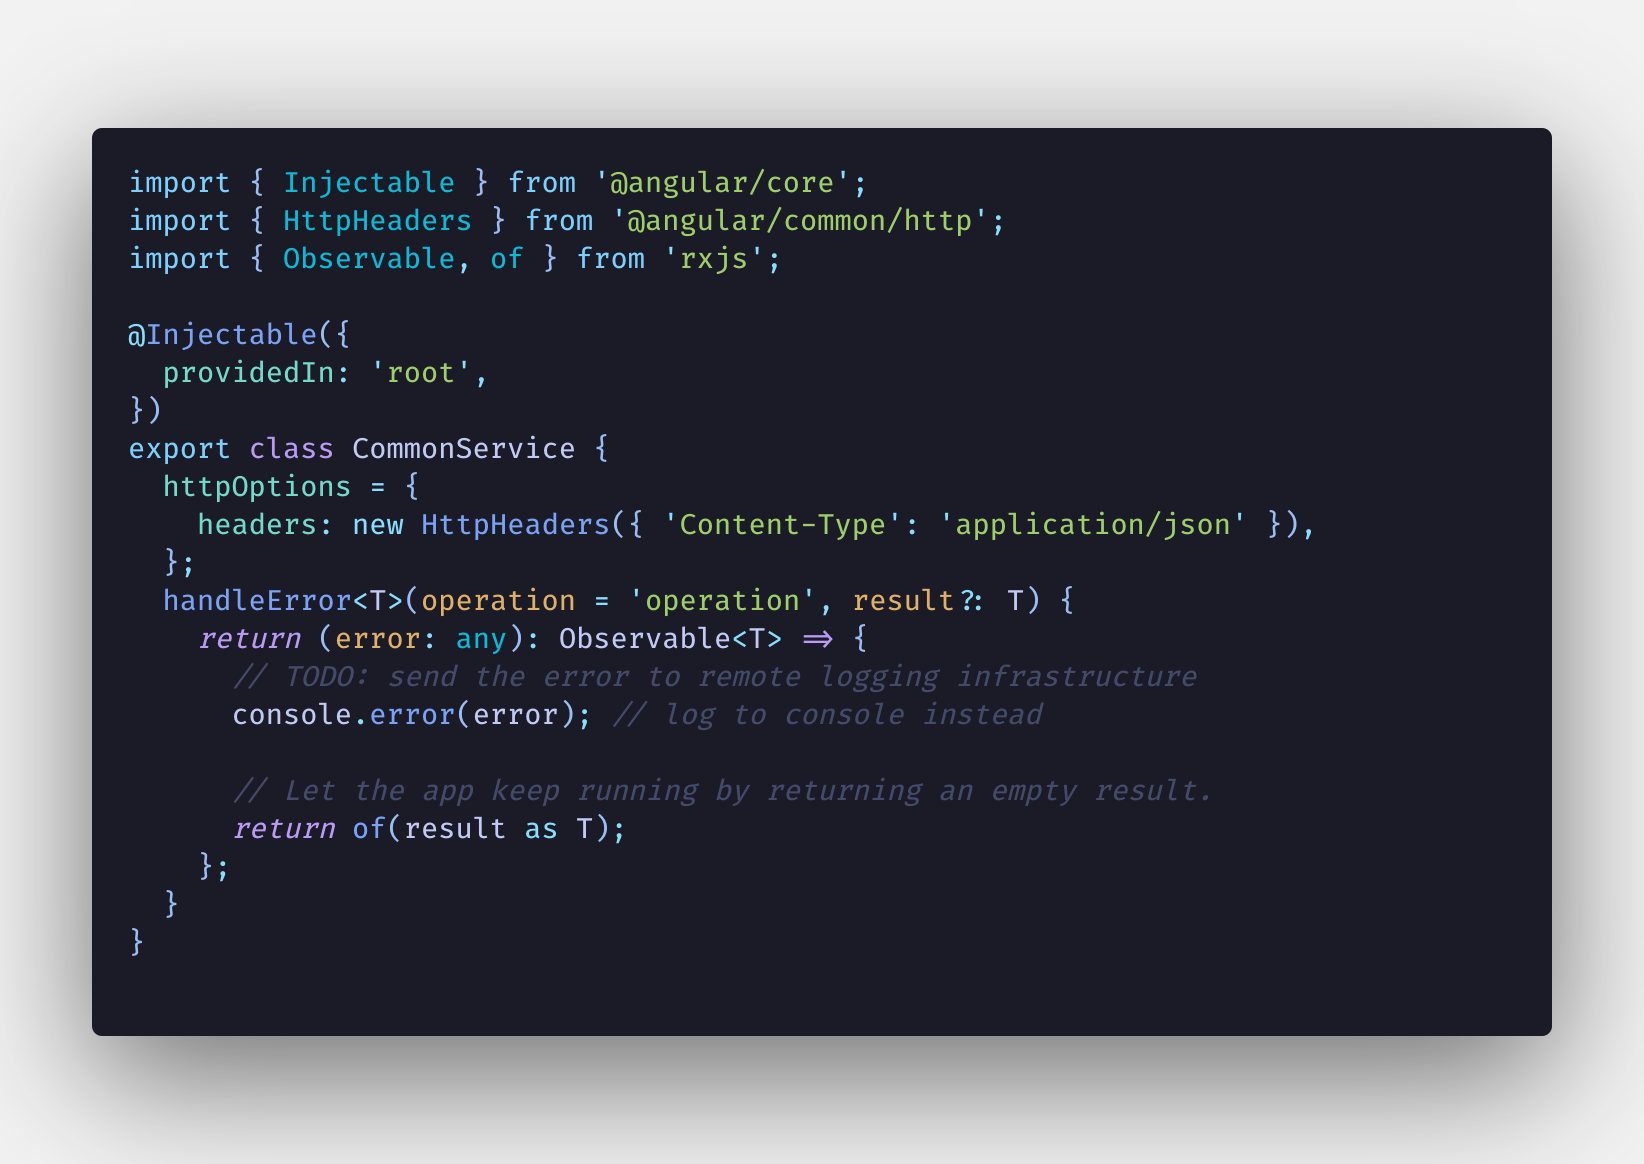 import { Injectable } from '@angular/core';
import { HttpHeaders } from '@angular/common/http';
import { Observable, of } from 'rxjs';
@Injectable({
  providedIn: 'root',
})
export class CommonService {
  httpOptions = {
    headers: new HttpHeaders({ 'Content-Type': 'application/json' }),
  };
  handleError<T>(operation = 'operation', result?: T) {
    return (error: any): Observable<T> => {
      // TODO: send the error to remote logging infrastructure
      console.error(error); // log to console instead
      // Let the app keep running by returning an empty result.
      return of(result as T);
    };
  }
}